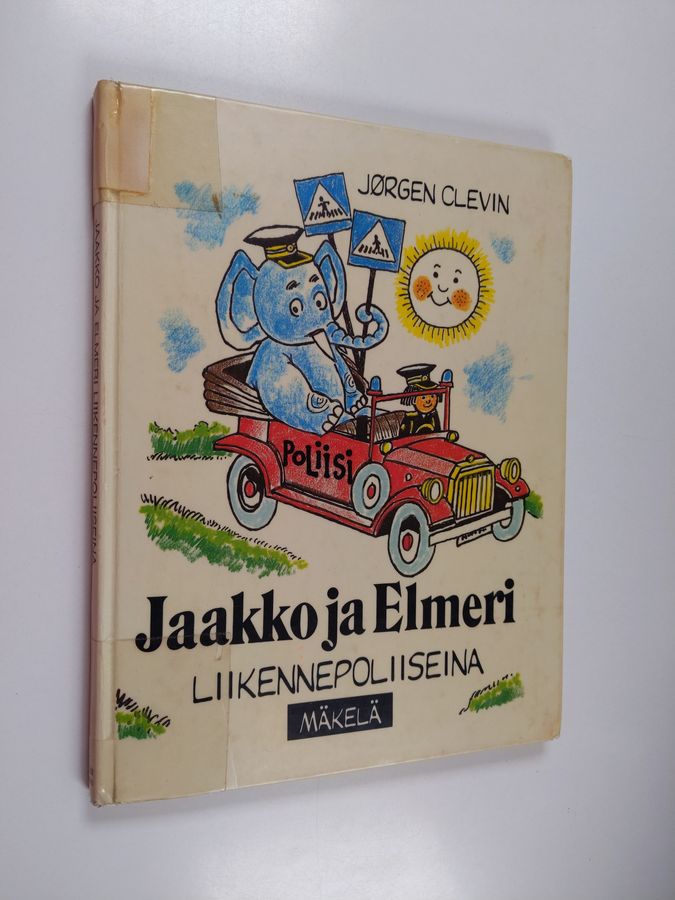 JØRGEN CLEVIN
POLIISI
Jaakko ja Elmeri
LIIKENNEPOLIISEINA
MÄKELÄ
JAAKKO JA ELMERI LIIKENNEPOLIISEINA